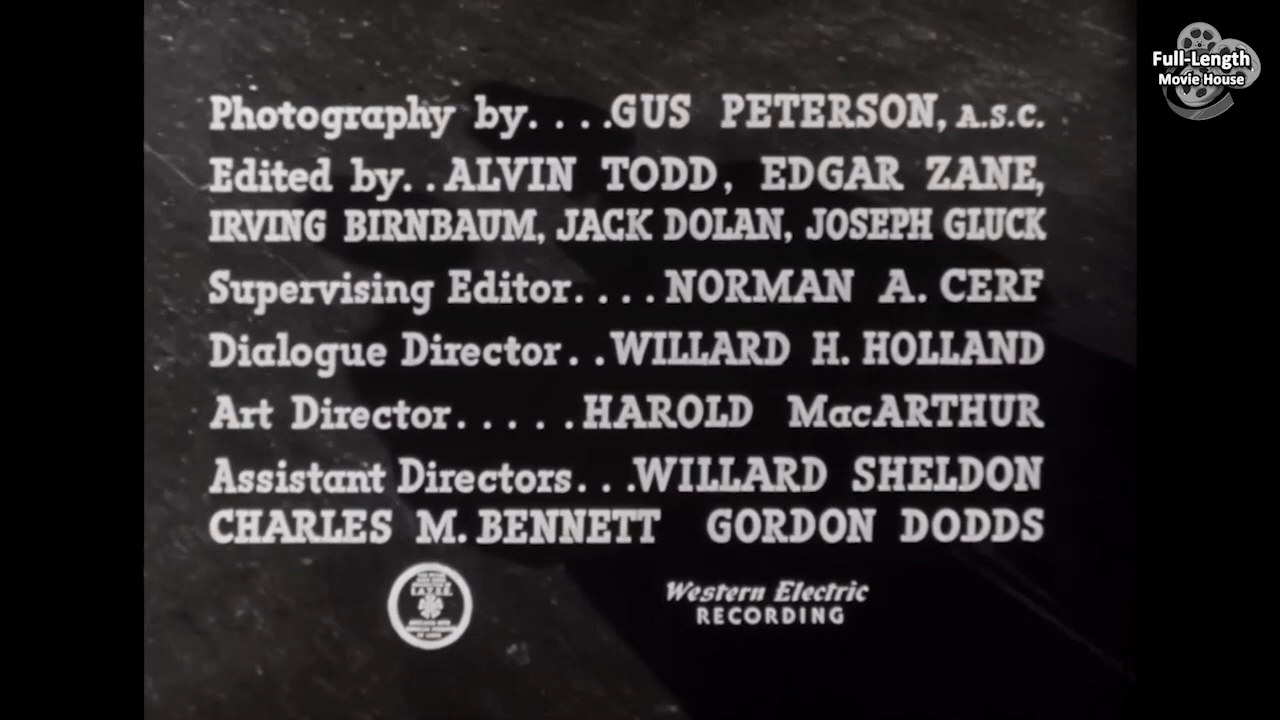 Full-Length
Movie House
Photography by....GUS PETERSON, A.S.C.
Edited by..ALVIN TODD, EDGAR ZANE,
IRVING BIRNBAUM, JACK DOLAN, JOSEPH GLUCK
Supervising Editor....NORMAN A. CERF
Dialogue Director..WILLARD H. HOLLAND
Art Director.....HAROLD MacARTHUR
Assistant Directors...WILLARD SHELDON
CHARLES M. BENNETT GORDON DODDS
I.A.T.S.E.
Western Electric
RECORDING